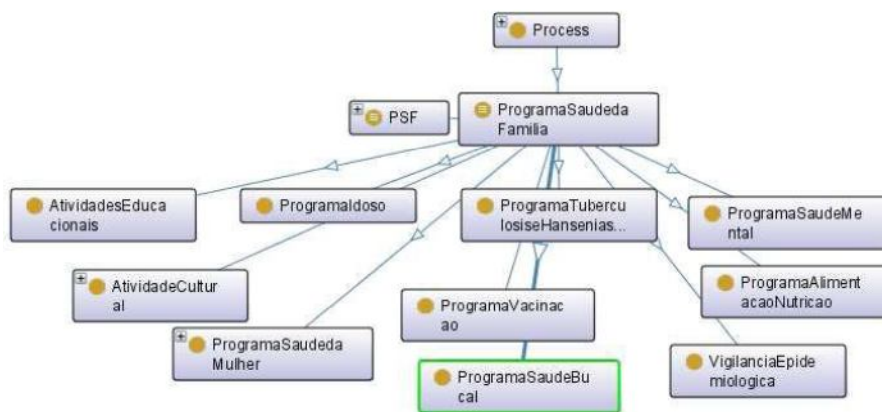 Process
PSF
ProgramaSaudeda
Familia
AtividadesEduca
cionais
ProgramaIdoso
ProgramaTubercu
losiseHansenias...
ProgramaSaudeMe
ntal
AtividadeCultur
al
ProgramaAliment
acaoNutricao
ProgramaVacinac
ao
ProgramaSaudeda
Mulher
VigilanciaEpide
miologica
ProgramaSaudeBu
cal